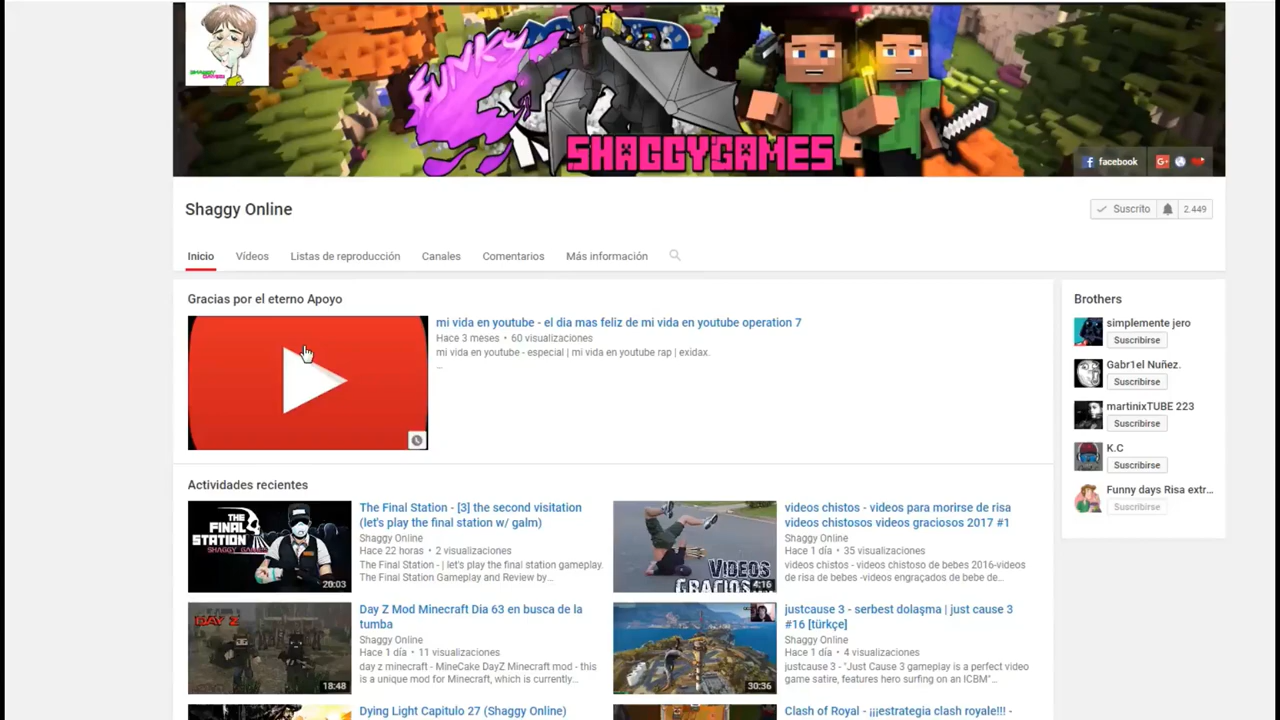 SHAGGYGAMES
facebook
Shaggy Online
Suscrito
2.449
Inicio
Vídeos
Listas de reproducción
Canales
Comentarios
Más información
Gracias por el eterno Apoyo
mi vida en youtube - el dia mas feliz de mi vida en youtube operation 7
Hace 3 meses • 60 visualizaciones
mi vida en youtube - especial | mi vida en youtube rap | exidax.
...
Actividades recientes
THE FINAL STATION
SHAGGY GAMES
20:03
The Final Station - [3] the second visitation
(let's play the final station w/ galm)
Shaggy Online
Hace 22 horas • 2 visualizaciones
The Final Station - | let's play the final station gameplay.
The Final Station Gameplay and Review by...
VIDEOS
GRACIOSOS
4:16
videos chistos - videos para morirse de risa
videos chistosos videos graciosos 2017 #1
Shaggy Online
Hace 1 día • 35 visualizaciones
videos chistos - videos chistoso de bebes 2016-videos
de risa de bebes -videos engraçados de bebe de...
DAY Z
18:48
Day Z Mod Minecraft Dia 63 en busca de la
tumba
Shaggy Online
Hace 1 día • 11 visualizaciones
day z minecraft - MineCake DayZ Minecraft mod - this
is a unique mod for Minecraft, which is currently...
30:36
justcause 3 - serbest dolaşma | just cause 3
#16 [türkçe]
Shaggy Online
Hace 1 día • 4 visualizaciones
justcause 3 - "Just Cause 3 gameplay is a perfect video
game satire, features hero surfing on an ICBM"...
Dying Light Capitulo 27 (Shaggy Online)
Clash of Royal - ¡¡¡estrategia clash royale!!! -
Brothers
simplemente jero
Suscribirse
Gabr1el Nuñez.
Suscribirse
martinixTUBE 223
Suscribirse
K.C
Suscribirse
Funny days Risa extr...
Suscribirse